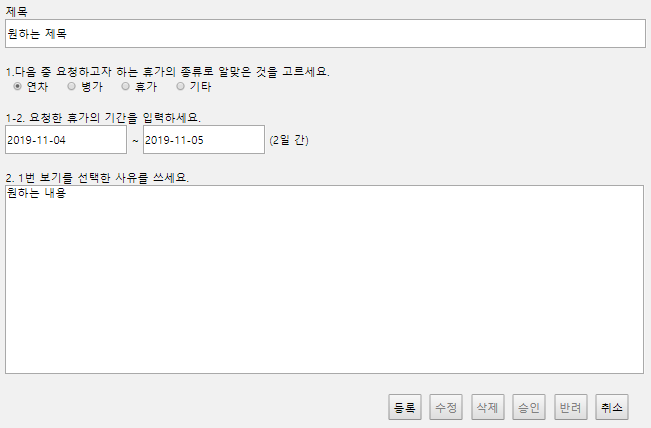 제목
원하는 제목
1.다음 중 요청하고자 하는 휴가의 종류로 알맞은 것을 고르세요.
연차 병가 휴가 기타
1-2. 요청한 휴가의 기간을 입력하세요.
2019-11-04 ~ 2019-11-05 (2일 간)
2. 1번 보기를 선택한 사유를 쓰세요.
원하는 내용
등록 수정 삭제 승인 반려 취소